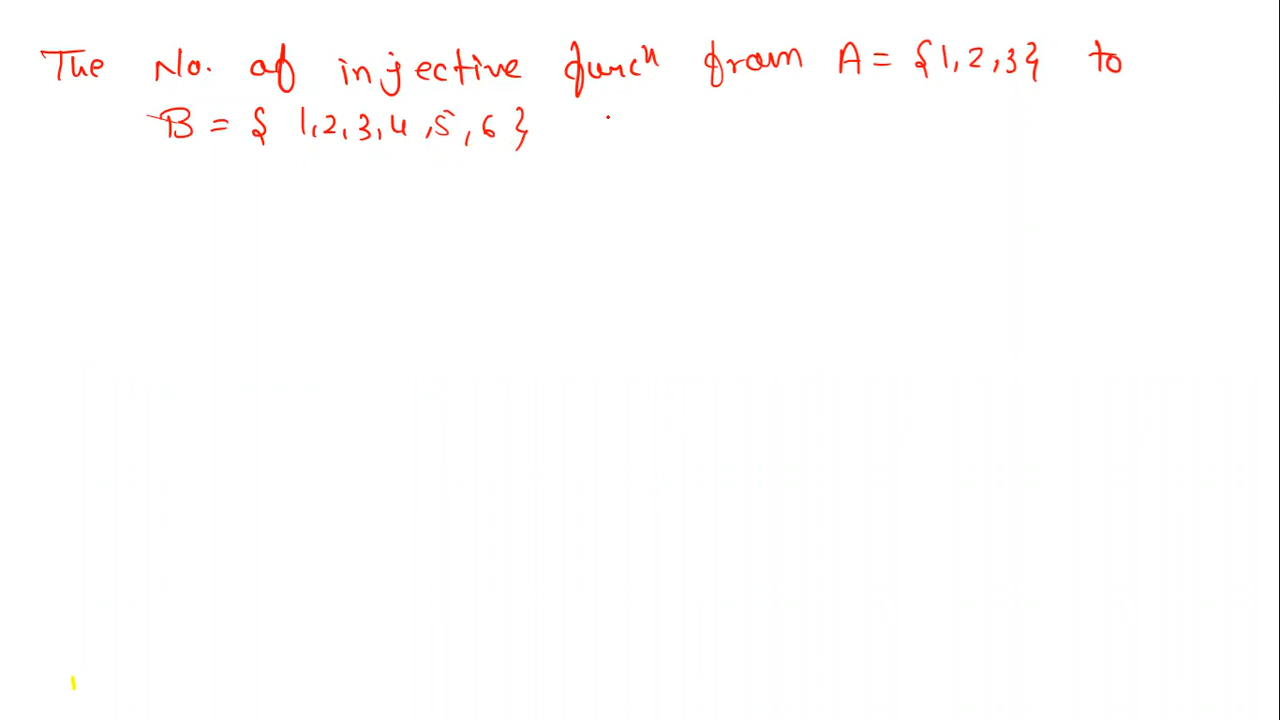 The No. of injective funcⁿ from A = {1, 2, 3} to
B = { 1, 2, 3, 4, 5, 6 }